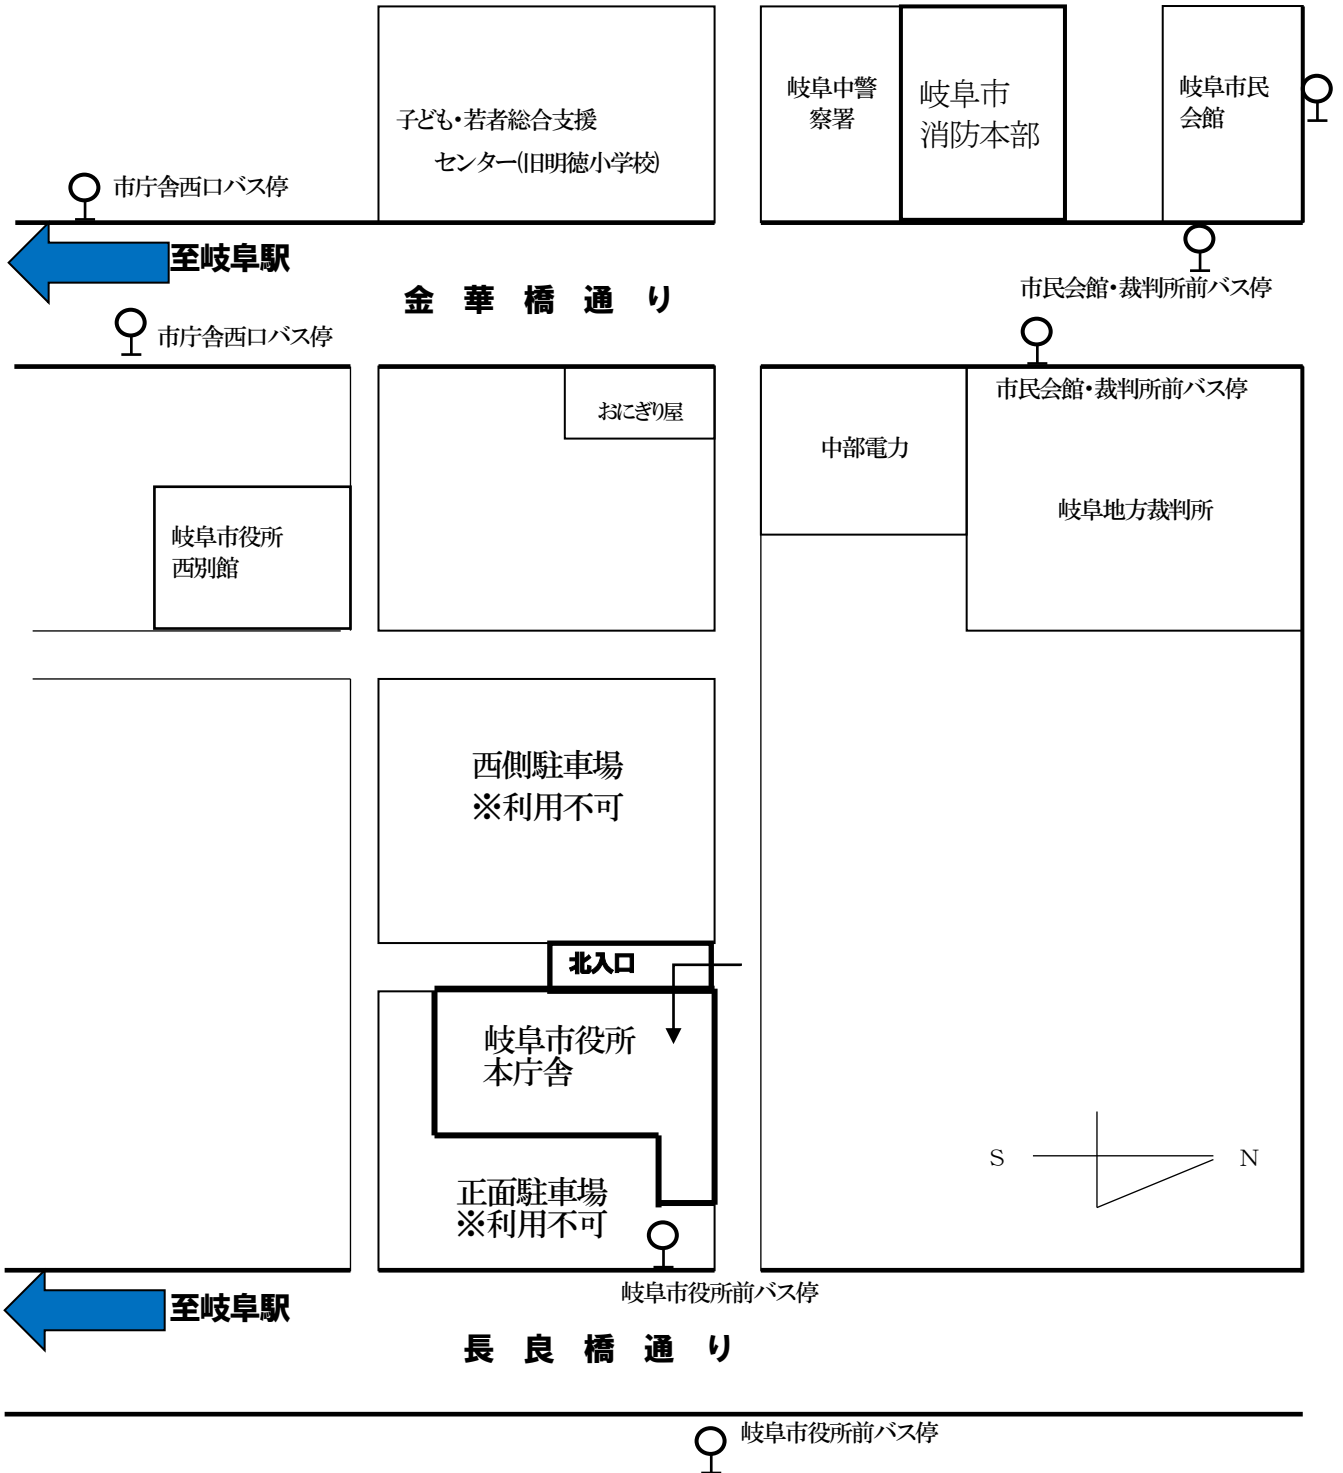 子ども・若者総合支援
センター(旧明徳小学校)
岐阜中警
察署
岐阜市
消防本部
岐阜市民
会館
市庁舎西口バス停
至岐阜駅
金華橋通り
市民会館・裁判所前バス停
市庁舎西口バス停
市民会館・裁判所前バス停
おにぎり屋
中部電力
岐阜地方裁判所
岐阜市役所
西別館
西側駐車場
※利用不可
北入口
岐阜市役所
本庁舎
S
N
正面駐車場
※利用不可
岐阜市役所前バス停
至岐阜駅
長良橋通り
岐阜市役所前バス停